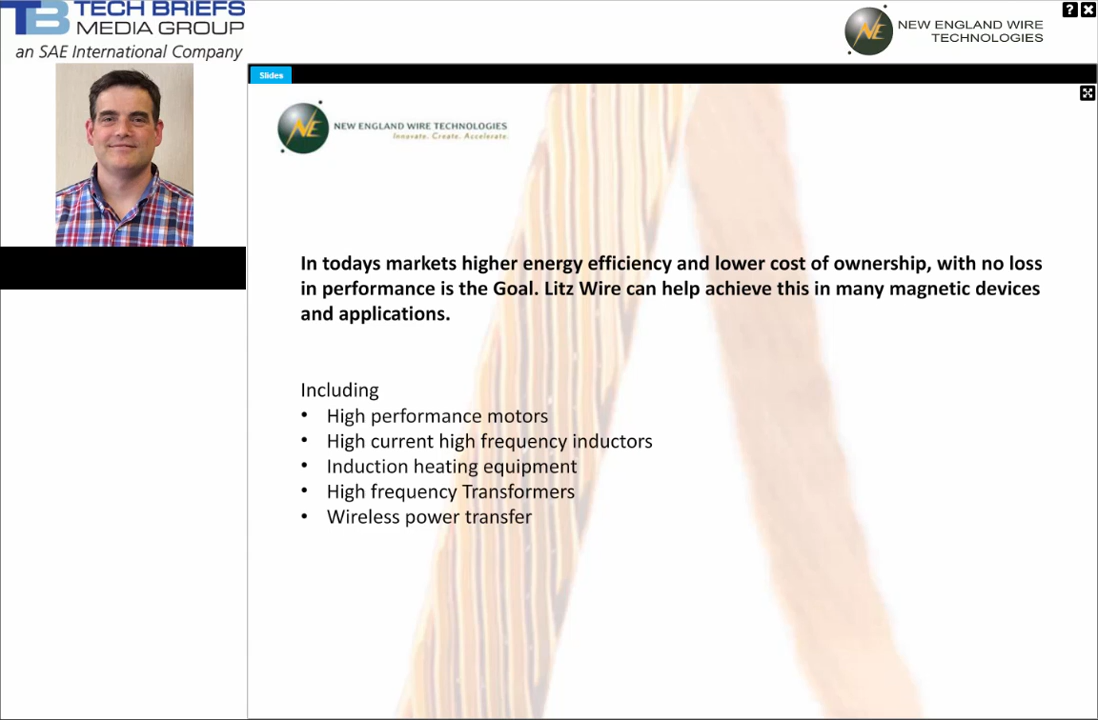 TB TECH BRIEFS
MEDIA GROUP
an SAE International Company
NE NEW ENGLAND WIRE
TECHNOLOGIES
?
Slides
NE NEW ENGLAND WIRE TECHNOLOGIES
Innovate. Create. Accelerate.
In todays markets higher energy efficiency and lower cost of ownership, with no loss
in performance is the Goal. Litz Wire can help achieve this in many magnetic devices
and applications.
Including
• High performance motors
• High current high frequency inductors
• Induction heating equipment
• High frequency Transformers
• Wireless power transfer